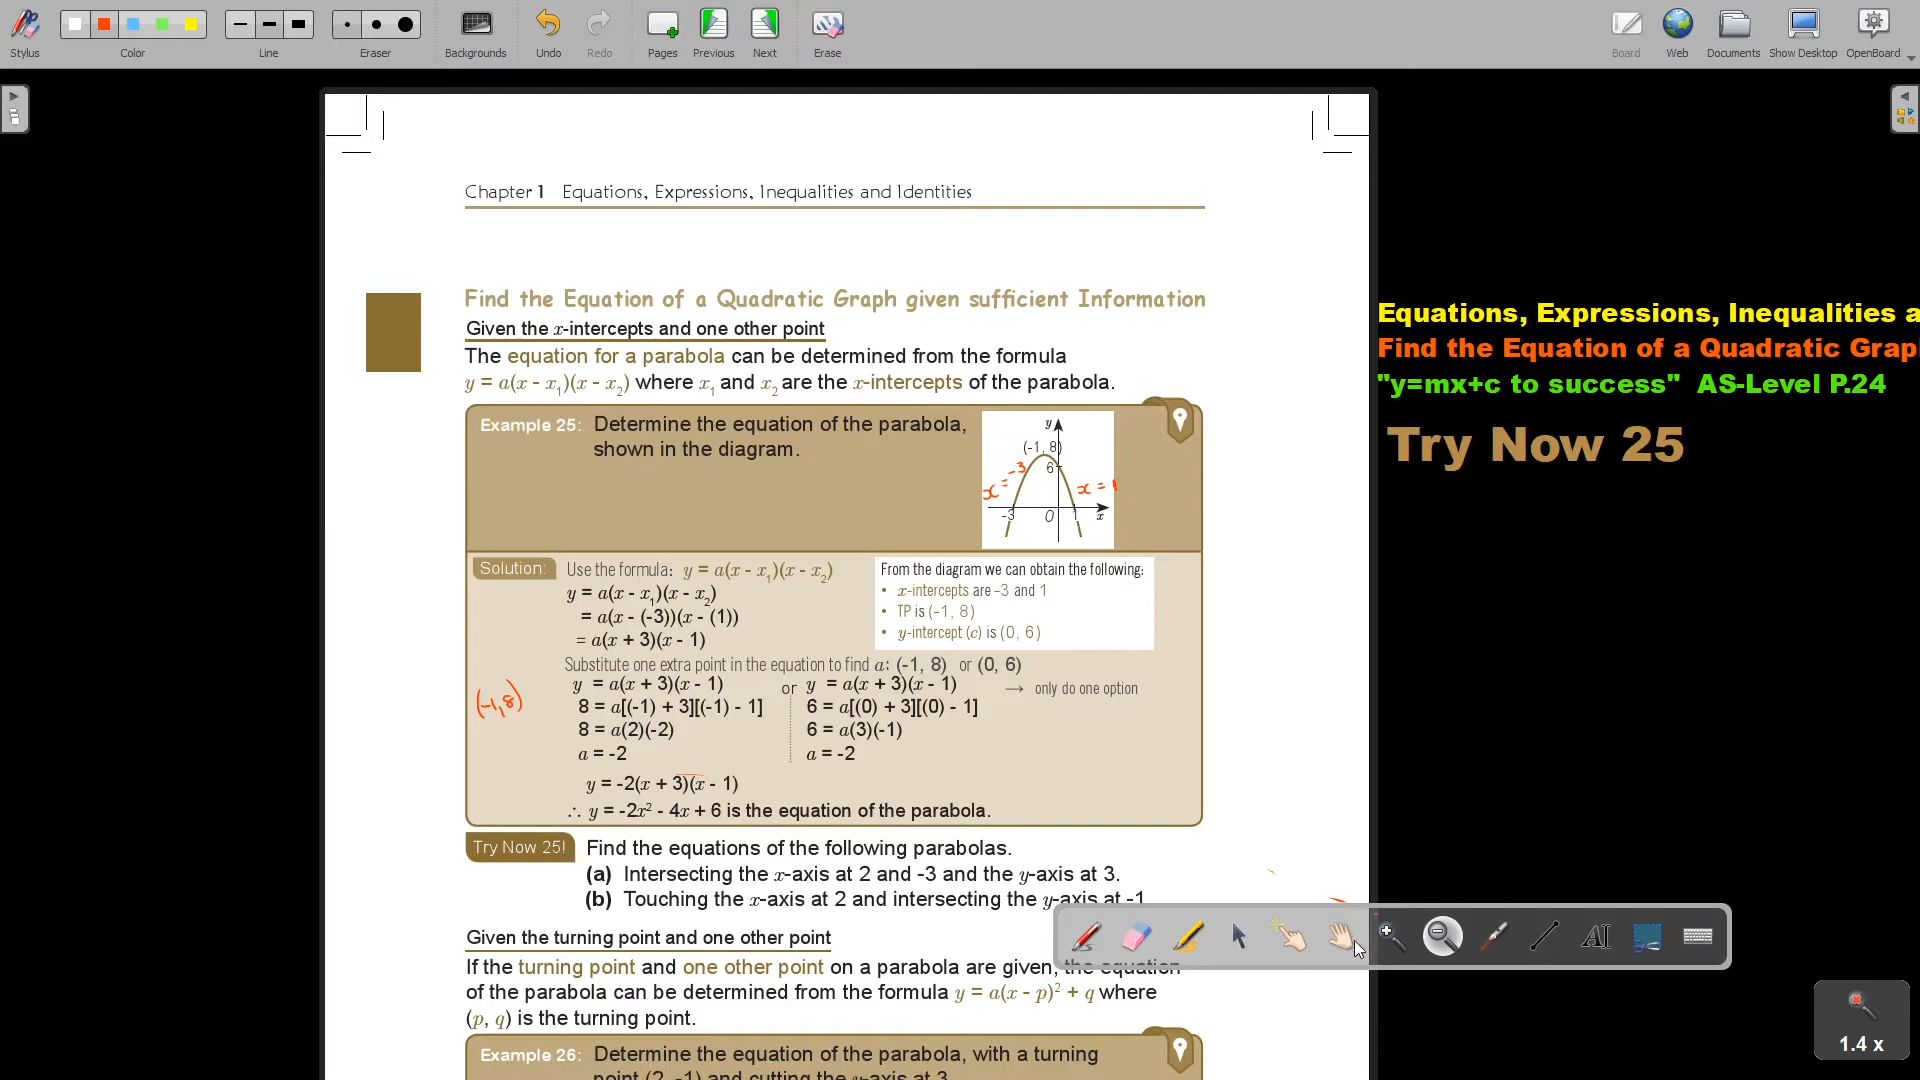 Stylus
Color
Line
Eraser
Backgrounds
Undo
Redo
Pages
Previous
Next
Erase
Board
Web
Documents
Show Desktop
OpenBoard
Chapter 1 Equations, Expressions, Inequalities and Identities
Find the Equation of a Quadratic Graph given sufficient Information
Given the x-intercepts and one other point
The equation for a parabola can be determined from the formula
y = a(x - x₁)(x - x₂) where x₁ and x₂ are the x-intercepts of the parabola.
Equations, Expressions, Inequalities a
Find the Equation of a Quadratic Grap
"y=mx+c to success" AS-Level P.24
Try Now 25
Example 25: Determine the equation of the parabola,
shown in the diagram.
y
(-1, 8)
6
x = -3
x = 1
-3
0
1
x
Solution:
Use the formula: y = a(x - x₁)(x - x₂)
y = a(x - x₁)(x - x₂)
= a(x - (-3))(x - (1))
= a(x + 3)(x - 1)
From the diagram we can obtain the following:
• x-intercepts are -3 and 1
• TP is (-1, 8)
• y-intercept (c) is (0, 6)
Substitute one extra point in the equation to find a: (-1, 8) or (0, 6)
y = a(x + 3)(x - 1) or y = a(x + 3)(x - 1) → only do one option
(-1,8)
8 = a[(-1) + 3][(-1) - 1] 6 = a[(0) + 3][(0) - 1]
8 = a(2)(-2) 6 = a(3)(-1)
a = -2 a = -2
y = -2(x + 3)(x - 1)
∴ y = -2x² - 4x + 6 is the equation of the parabola.
Try Now 25! Find the equations of the following parabolas.
(a) Intersecting the x-axis at 2 and -3 and the y-axis at 3.
(b) Touching the x-axis at 2 and intersecting the y-axis at -1
Given the turning point and one other point
If the turning point and one other point on a parabola are given, the equation
of the parabola can be determined from the formula y = a(x - p)² + q where
(p, q) is the turning point.
Example 26: Determine the equation of the parabola, with a turning
point (2, -1) and cutting the y-axis at 3
AI
1.4 x